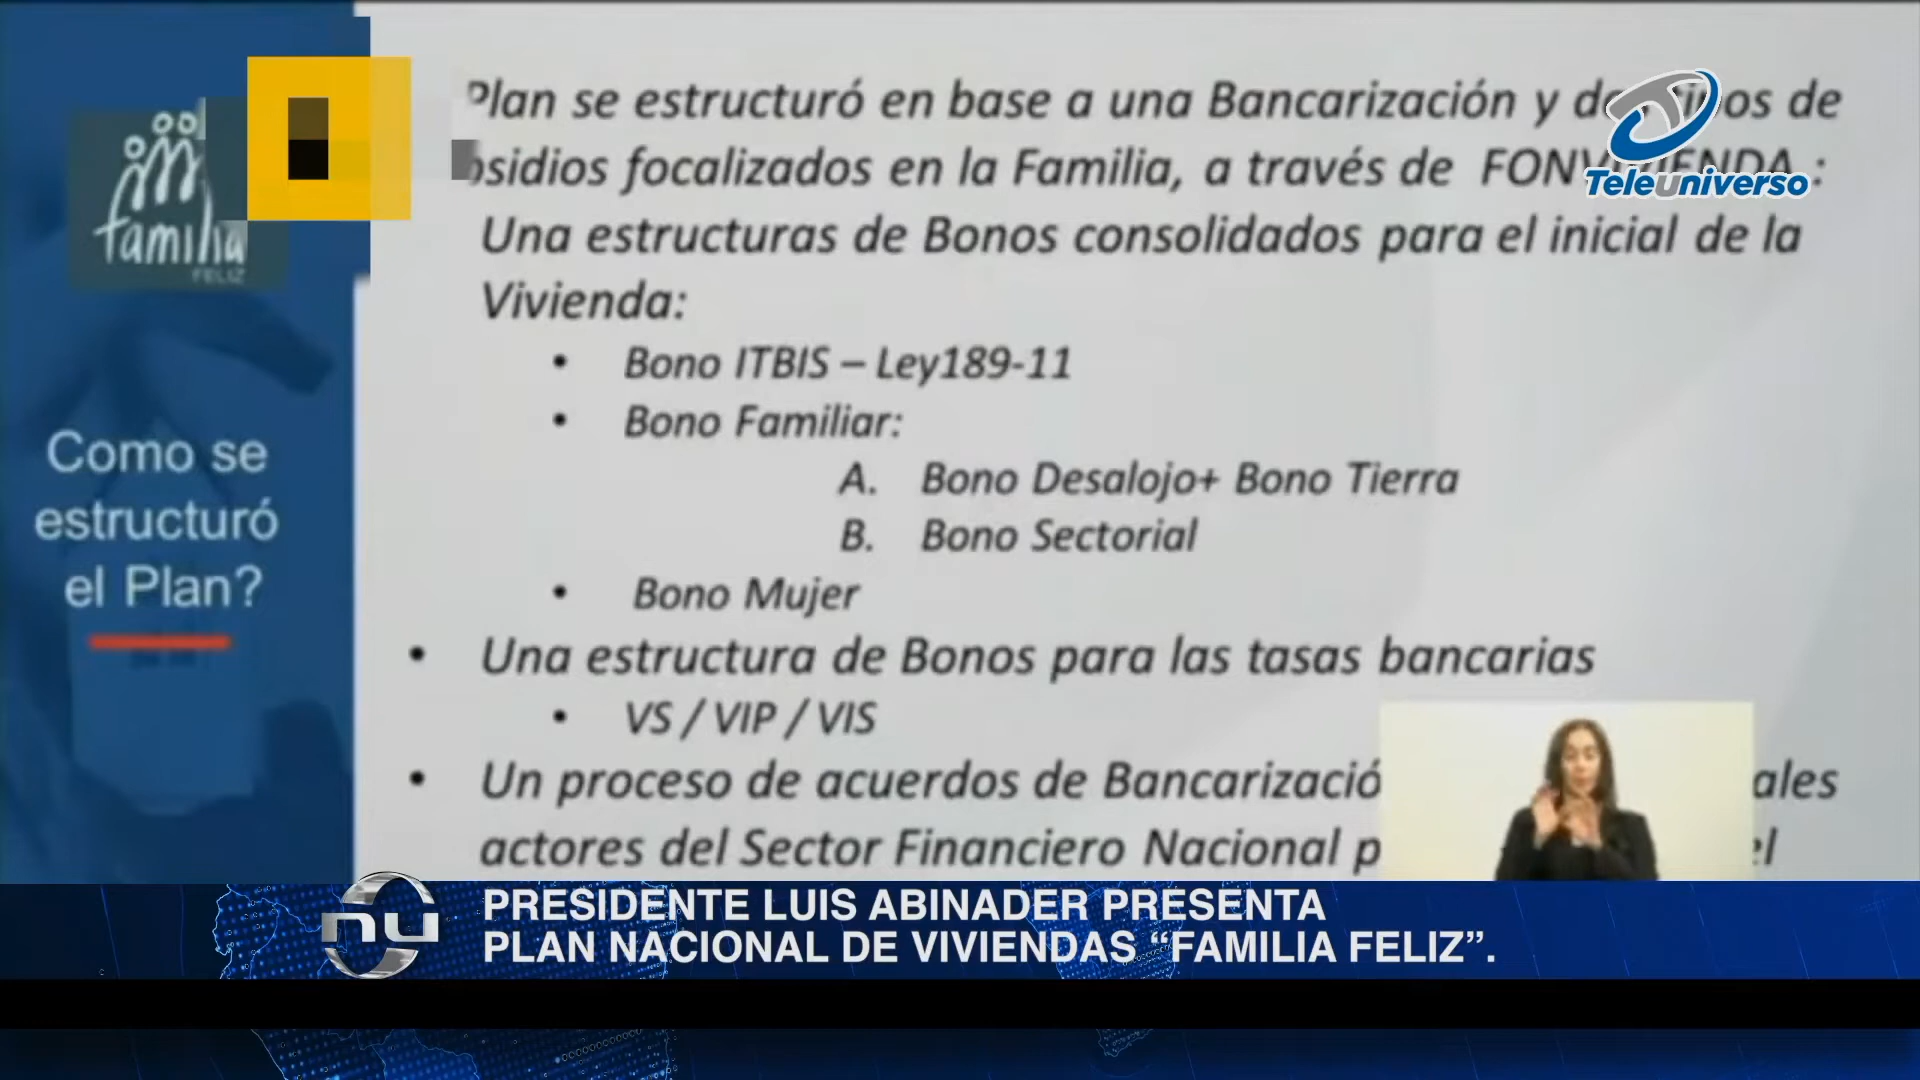 Plan se estructuró en base a una Bancarización y de
sidios focalizados en la Familia, a través de FONVIVIENDA :
Una estructuras de Bonos consolidados para el inicial de la
Vivienda:
• Bono ITBIS – Ley189-11
• Bono Familiar:
A. Bono Desalojo+ Bono Tierra
B. Bono Sectorial
• Bono Mujer
• Una estructura de Bonos para las tasas bancarias
• VS / VIP / VIS
• Un proceso de acuerdos de
actores del Sector Financiero Nacional
familia
FELIZ
Como se
estructuró
el Plan?
Teleuniverso
nu
PRESIDENTE LUIS ABINADER PRESENTA
PLAN NACIONAL DE VIVIENDAS “FAMILIA FELIZ”.